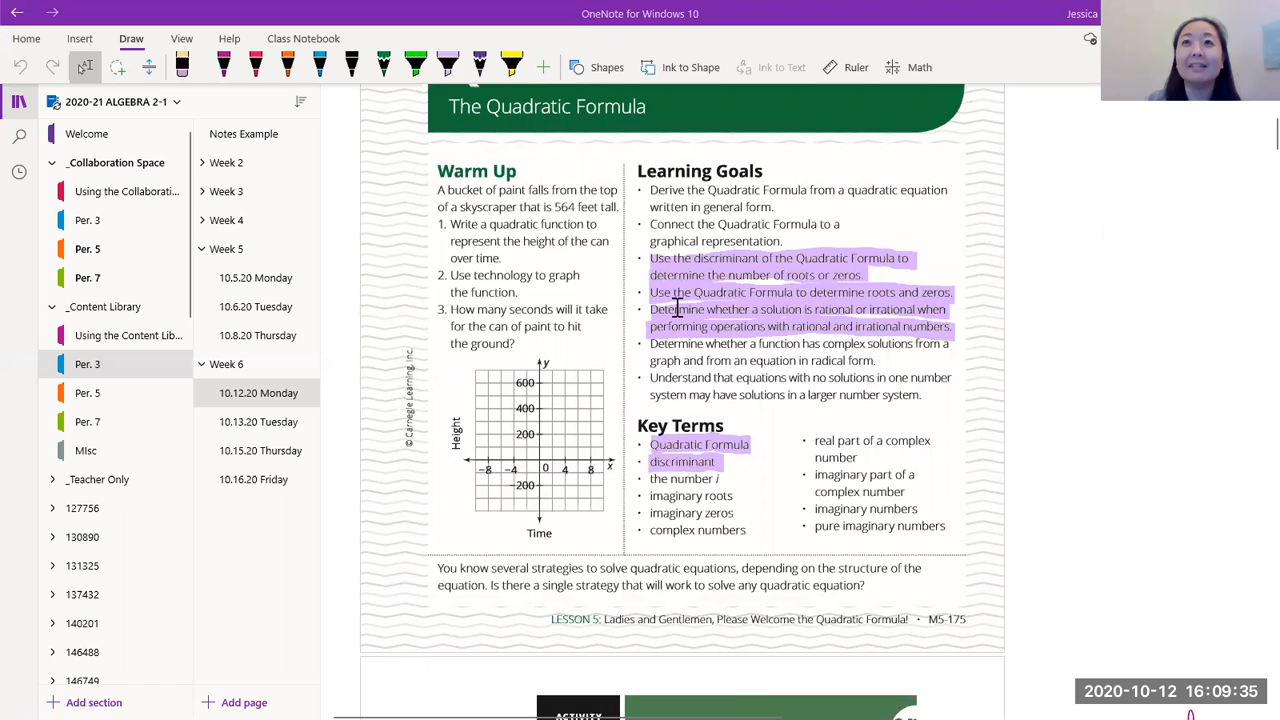 OneNote for Windows 10
Jessica
Home
Insert
Draw
View
Help
Class Notebook
Shapes
Ink to Shape
Ink to Text
Ruler
Math
2020-21 ALGEBRA 2-1
Welcome
_Collaboration Space
Using the Collaborati...
Per. 3
Per. 5
Per. 7
_Content Library
Using the Content Lib...
Per. 3
Per. 5
Per. 7
MIsc
_Teacher Only
127756
130890
131325
137432
140201
146488
146749
Add section
Notes Example
Week 2
Week 3
Week 4
Week 5
10.5.20 Monday
10.6.20 Tuesday
10.8.20 Thursday
Week 6
10.12.20 Monday
10.13.20 Tuesday
10.15.20 Thursday
10.16.20 Friday
Add page
The Quadratic Formula
Warm Up
A bucket of paint falls from the top
of a skyscraper that is 564 feet tall.
1. Write a quadratic function to
represent the height of the can
over time.
2. Use technology to graph
the function.
3. How many seconds will it take
for the can of paint to hit
the ground?
y
600
400
200
-8 -4 0 4 8 x
-200
Height
Time
© Carnegie Learning, Inc.
Learning Goals
• Derive the Quadratic Formula from a quadratic equation
written in general form.
• Connect the Quadratic Formula to a
graphical representation.
• Use the discriminant of the Quadratic Formula to
determine the number of roots or zeros.
• Use the Quadratic Formula to determine roots and zeros.
• Determine whether a solution is rational or irrational when
performing operations with rational and irrational numbers.
• Determine whether a function has complex solutions from a
graph and from an equation in radical form.
• Understand that equations with no solutions in one number
system may have solutions in a larger number system.
Key Terms
• Quadratic Formula
• discriminant
• the number i
• imaginary roots
• imaginary zeros
• complex numbers
• real part of a complex
number
• imaginary part of a
complex number
• imaginary numbers
• pure imaginary numbers
You know several strategies to solve quadratic equations, depending on the structure of the
equation. Is there a single strategy that will work to solve any quadratic equation?
LESSON 5: Ladies and Gentlemen, Please Welcome the Quadratic Formula! • M5-175
ACTIVITY
2020-10-12 16:09:35